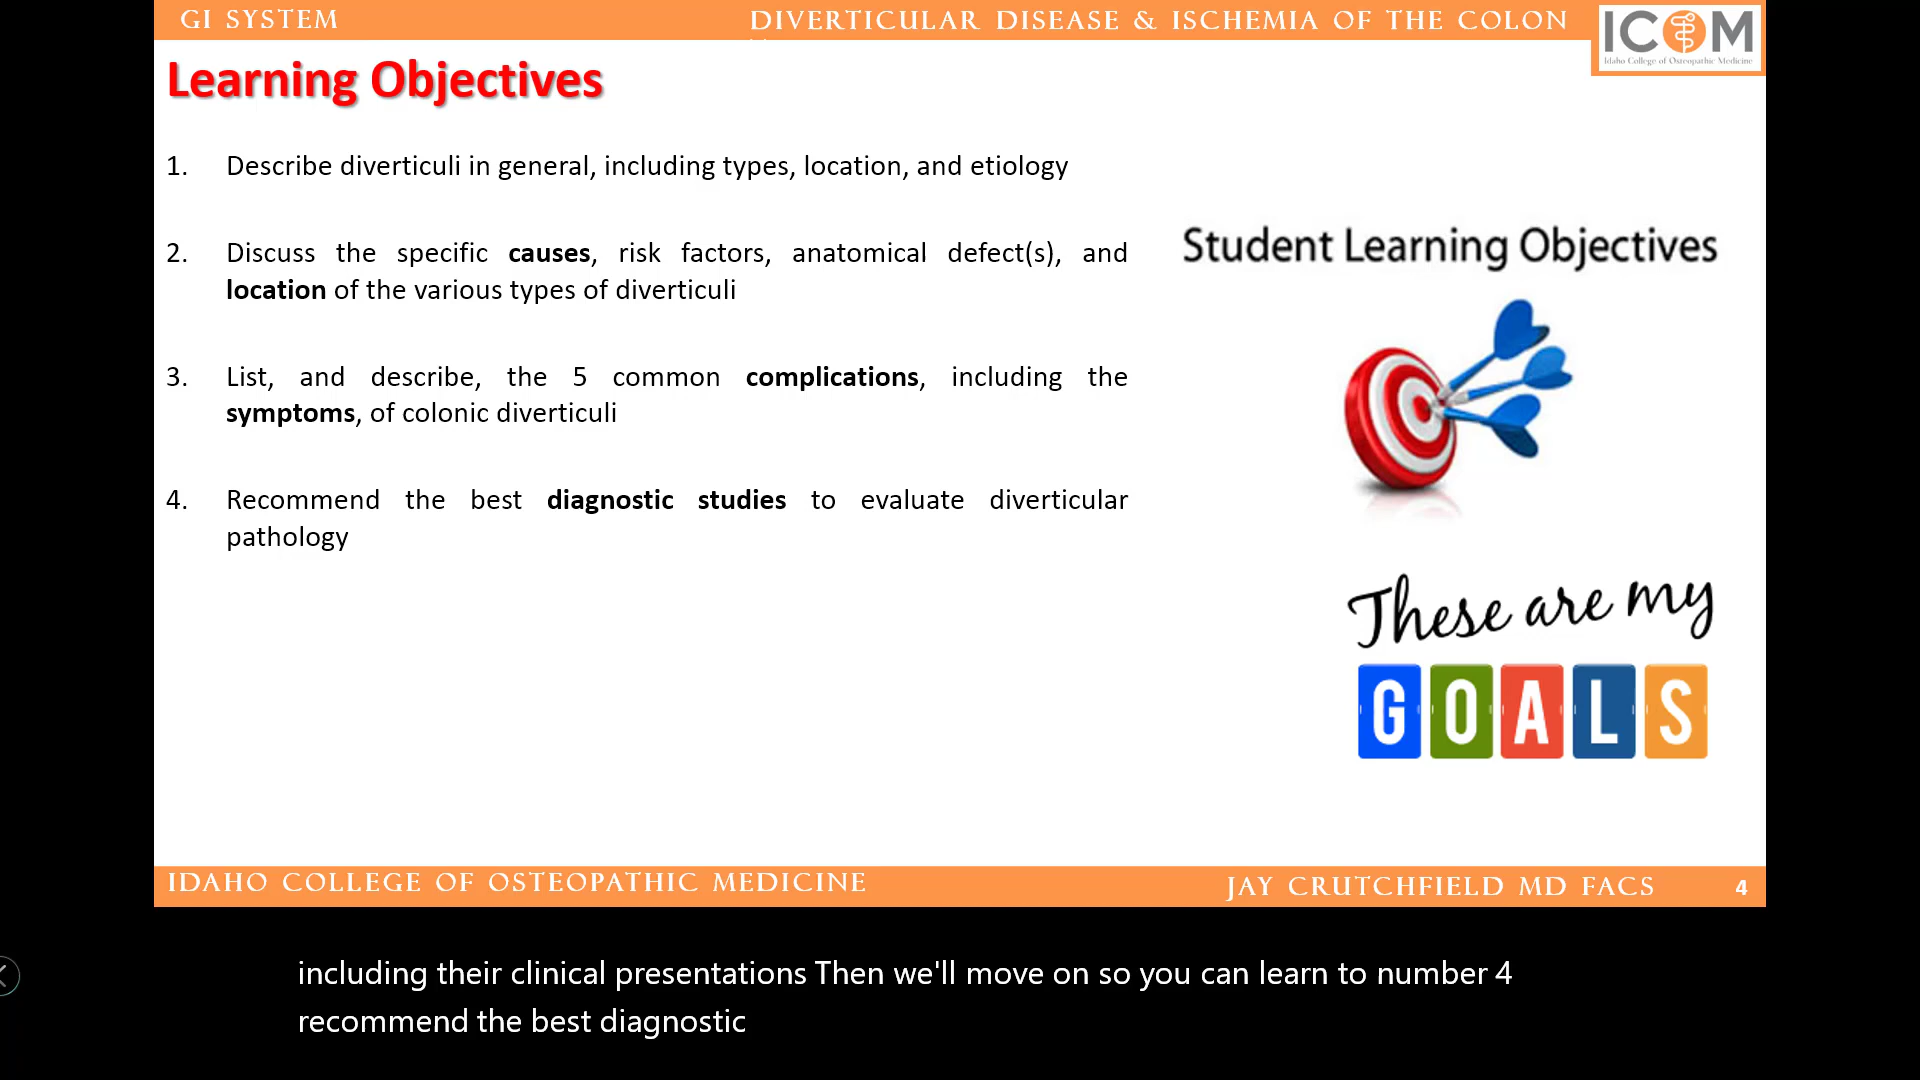 GI SYSTEM
DIVERTICULAR DISEASE & ISCHEMIA OF THE COLON
ICOM
Idaho College of Osteopathic Medicine
Learning Objectives
1. Describe diverticuli in general, including types, location, and etiology
2. Discuss the specific causes, risk factors, anatomical defect(s), and
location of the various types of diverticuli
3. List, and describe, the 5 common complications, including the
symptoms, of colonic diverticuli
4. Recommend the best diagnostic studies to evaluate diverticular
pathology
Student Learning Objectives
These are my
GOALS
IDAHO COLLEGE OF OSTEOPATHIC MEDICINE
JAY CRUTCHFIELD MD FACS
4
including their clinical presentations Then we'll move on so you can learn to number 4
recommend the best diagnostic